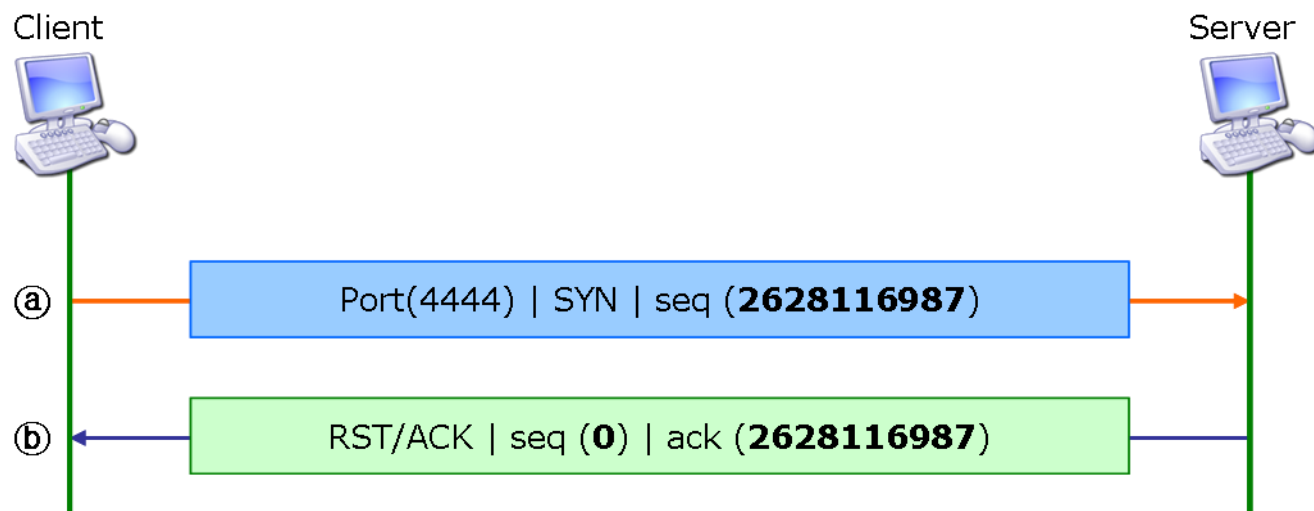 Client
Server
ⓐ
Port(4444) | SYN | seq (2628116987)
ⓑ
RST/ACK | seq (0) | ack (2628116987)